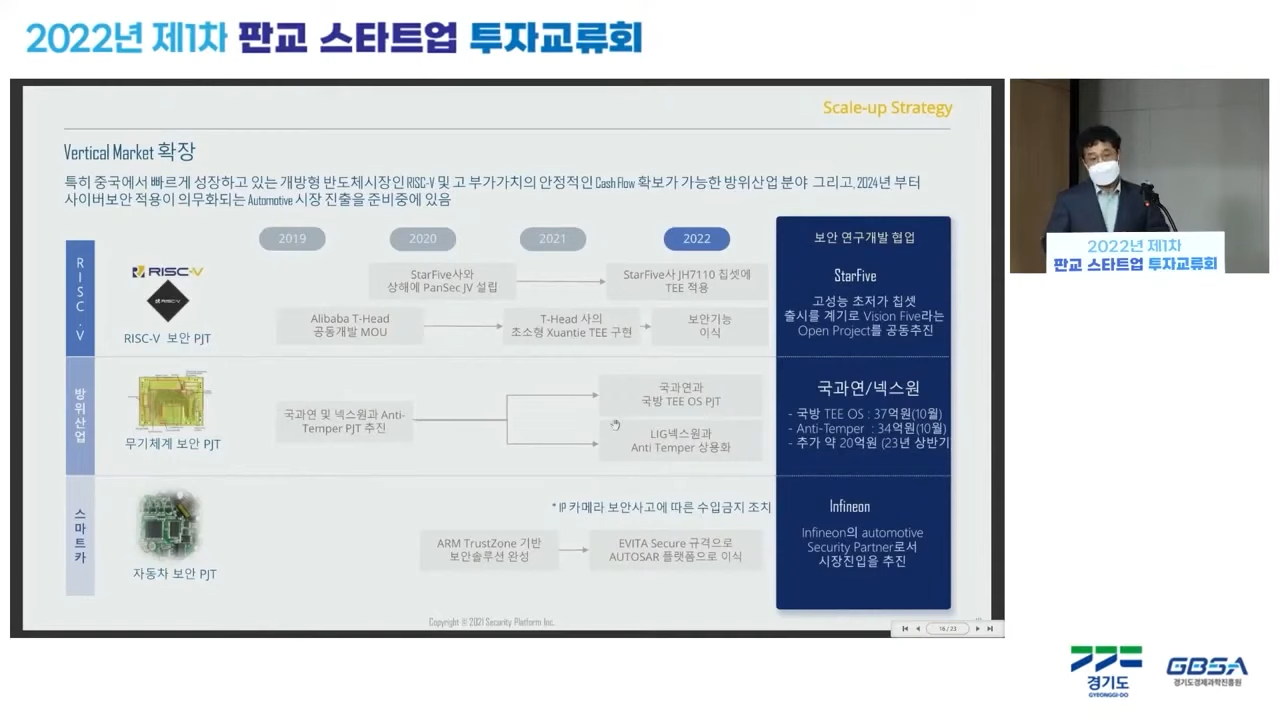 2022년 제1차 판교 스타트업 투자교류회
Scale-up Strategy
Vertical Market 확장
특히 중국에서 빠르게 성장하고 있는 개방형 반도체시장인 RISC-V 및 고 부가가치의 안정적인 Cash Flow 확보가 가능한 방위산업 분야. 그리고, 2024년 부터
사이버보안 적용이 의무화되는 Automotive 시장 진출을 준비중에 있음
2019
2020
2021
2022
RISC-V
RISC-V
RISC-V
RISC-V 보안 PJT
StarFive사와
상해에 PanSec JV 설립
StarFive사 JH7110 칩셋에
TEE 적용
Alibaba T-Head
공동개발 MOU
T-Head 사의
초소형 Xuantie TEE 구현
보안기능
이식
방위산업
무기체계 보안 PJT
국과연 및 넥스원과 Anti-
Temper PJT 추진
국과연과
국방 TEE OS PJT
LIG넥스원과
Anti Temper 상용화
스마트카
자동차 보안 PJT
* IP 카메라 보안사고에 따른 수입금지 조치
ARM TrustZone 기반
보안솔루션 완성
EVITA Secure 규격으로
AUTOSAR 플랫폼으로 이식
보안 연구개발 협업
StarFive
고성능 초저가 칩셋
출시를 계기로 Vision Five라는
Open Project를 공동추진
국과연/넥스원
- 국방 TEE OS : 37억원(10월)
- Anti-Temper : 34억원(10월)
- 추가 약 20억원 (23년 상반기
Infineon
Infineon의 automotive
Security Partner로서
시장진입을 추진
Copyright © 2021 Security Platform Inc.
16 / 23
2022년 제1차
판교 스타트업 투자교류회
경기도
GYEONGGI-DO
GBSA
경기도경제과학진흥원